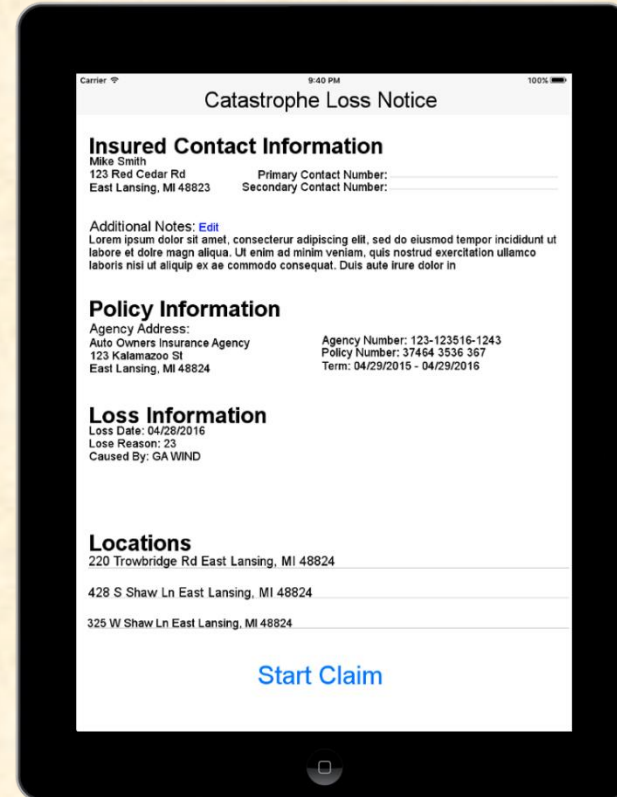 Carrier 9:40 PM 100%
Catastrophe Loss Notice
Insured Contact Information
Mike Smith
123 Red Cedar Rd
East Lansing, MI 48823
Primary Contact Number:
Secondary Contact Number:
Additional Notes: Edit
Lorem ipsum dolor sit amet, consecterur adipiscing elit, sed do eiusmod tempor incididunt ut
labore et dolre magn aliqua. Ut enim ad minim veniam, quis nostrud exercitation ullamco
laboris nisi ut aliquip ex ae commodo consequat. Duis aute irure dolor in
Policy Information
Agency Address:
Auto Owners Insurance Agency
123 Kalamazoo St
East Lansing, MI 48824
Agency Number: 123-123516-1243
Policy Number: 37464 3536 367
Term: 04/29/2015 - 04/29/2016
Loss Information
Loss Date: 04/28/2016
Lose Reason: 23
Caused By: GA WIND
Locations
220 Trowbridge Rd East Lansing, MI 48824
428 S Shaw Ln East Lansing, MI 48824
325 W Shaw Ln East Lansing, MI 48824
Start Claim